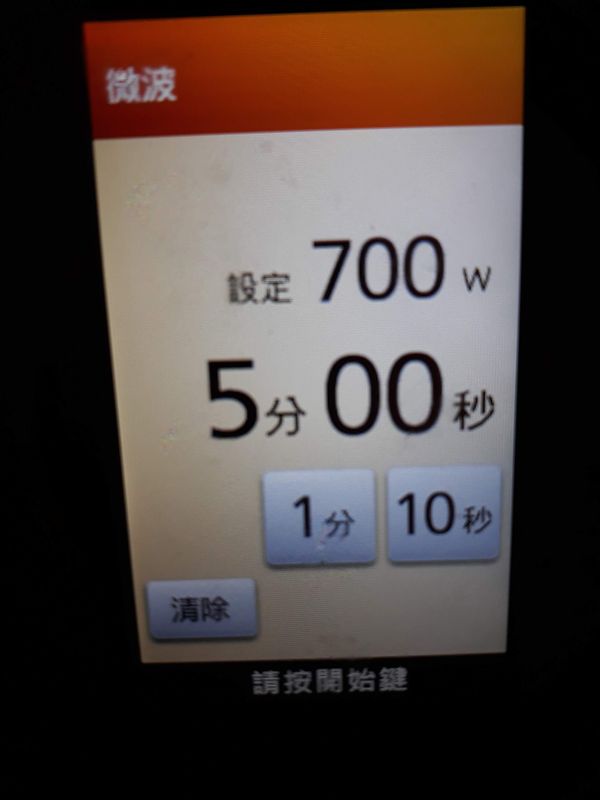 微波
設定 700 W
5分00秒
1分 10秒
清除
請按開始鍵